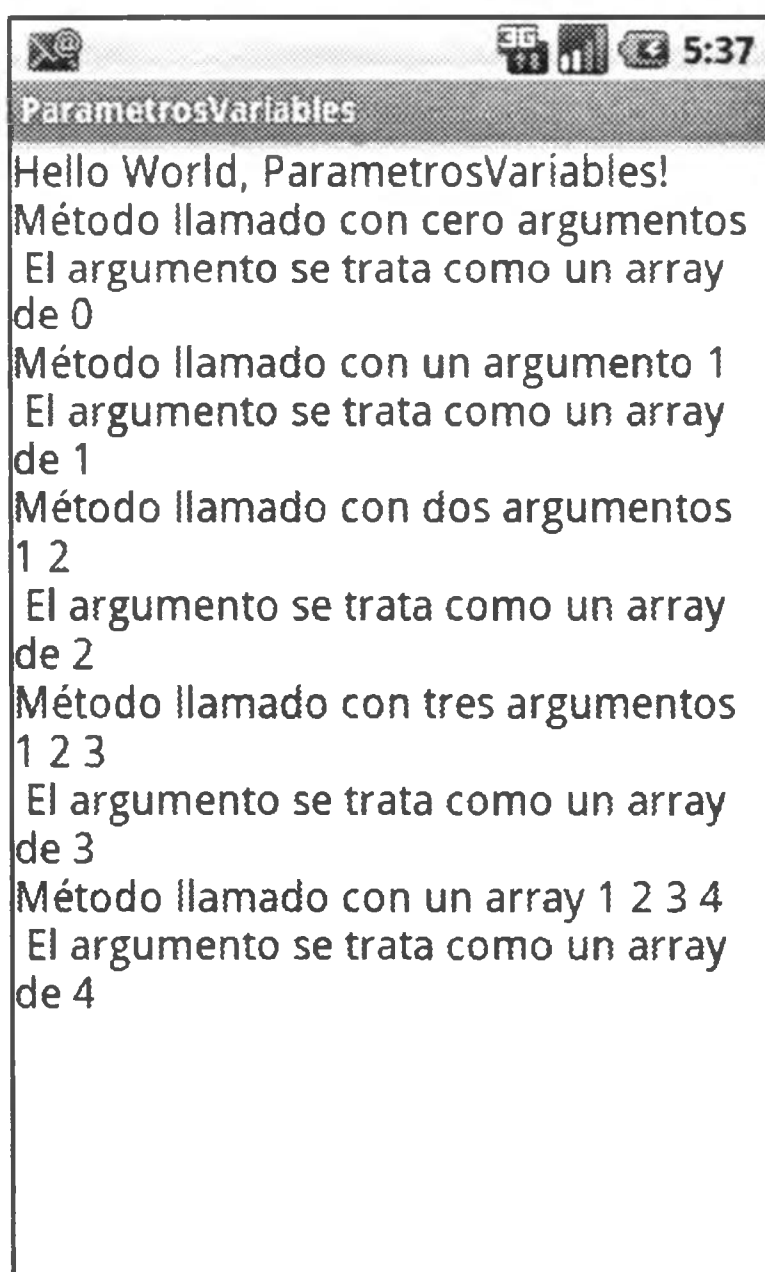 3G
5:37
ParametrosVariables
Hello World, ParametrosVariables!
Método llamado con cero argumentos
El argumento se trata como un array
de 0
Método llamado con un argumento 1
El argumento se trata como un array
de 1
Método llamado con dos argumentos
1 2
El argumento se trata como un array
de 2
Método llamado con tres argumentos
1 2 3
El argumento se trata como un array
de 3
Método llamado con un array 1 2 3 4
El argumento se trata como un array
de 4